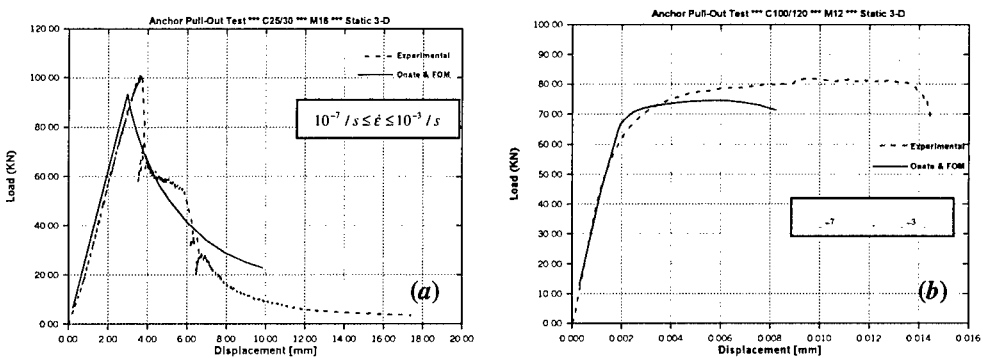 Anchor Pull-Out Test *** C25/30 *** M16 *** Static 3-D
120.00
100.00
80.00
60.00
40.00
20.00
0.00
Load (KN)
0.00 2.00 4.00 6.00 8.00 10.00 12.00 14.00 16.00 18.00 20.00
Displacement [mm]
Experimental
Onate & FOM
10⁻⁷ / s ≤ ε̇ ≤ 10⁻³ / s
(a)
Anchor Pull-Out Test *** C100/120 *** M12 *** Static 3-D
100.00
90.00
80.00
70.00
60.00
50.00
40.00
30.00
20.00
10.00
0.00
Load (KN)
0.000 0.002 0.004 0.006 0.008 0.010 0.012 0.014 0.016
Displacement [mm]
Experimental
Onate & FOM
−7 −3
(b)